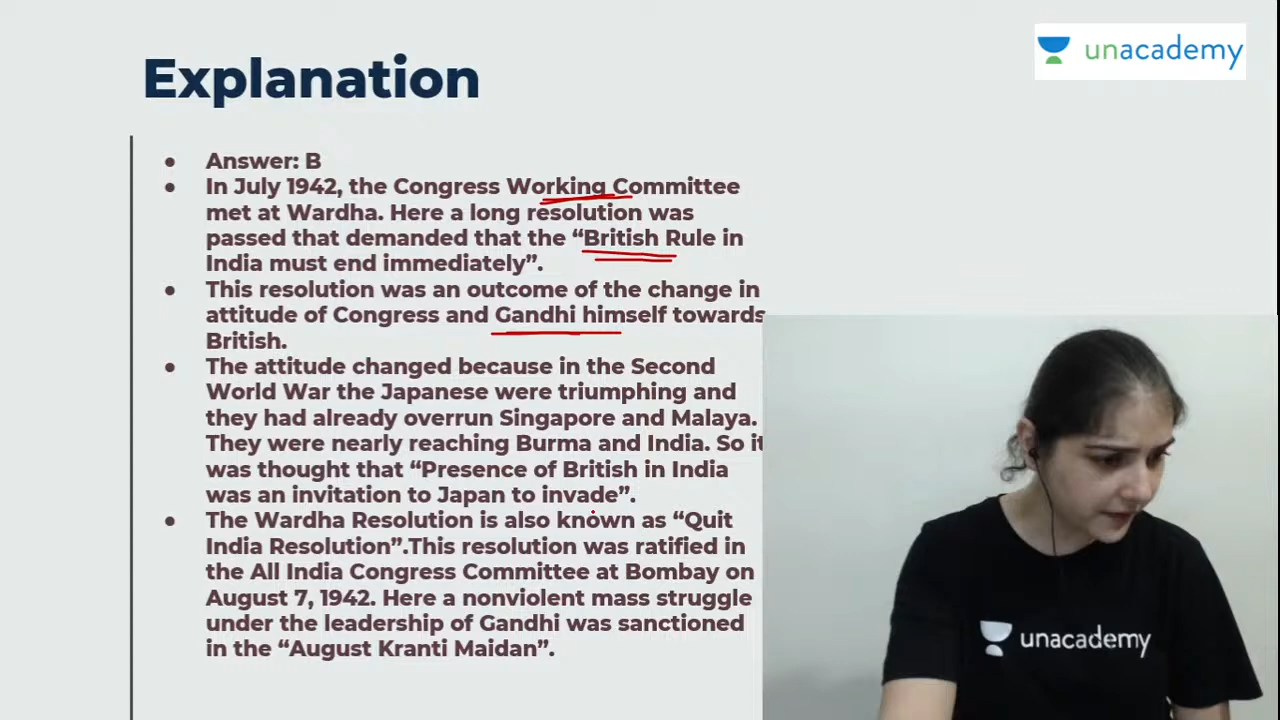 unacademy
Explanation
● Answer: B
● In July 1942, the Congress Working Committee
met at Wardha. Here a long resolution was
passed that demanded that the “British Rule in
India must end immediately”.
● This resolution was an outcome of the change in
attitude of Congress and Gandhi himself towards
British.
● The attitude changed because in the Second
World War the Japanese were triumphing and
they had already overrun Singapore and Malaya.
They were nearly reaching Burma and India. So it
was thought that “Presence of British in India
was an invitation to Japan to invade”.
● The Wardha Resolution is also known as “Quit
India Resolution”.This resolution was ratified in
the All India Congress Committee at Bombay on
August 7, 1942. Here a nonviolent mass struggle
under the leadership of Gandhi was sanctioned
in the “August Kranti Maidan”.
unacademy